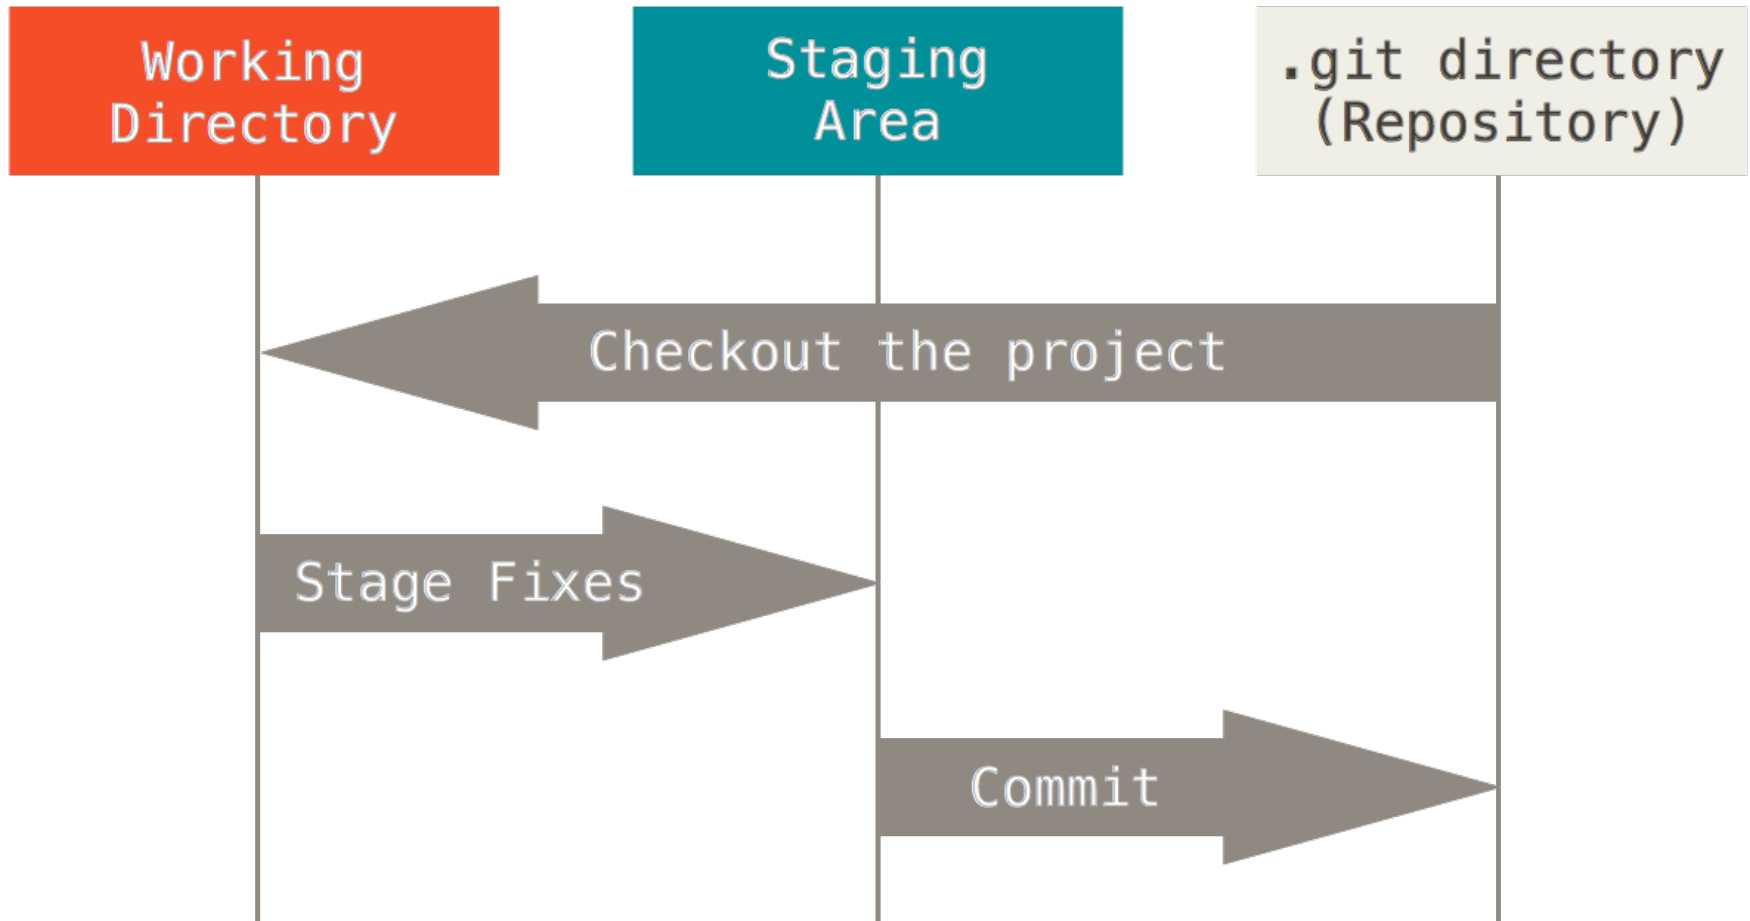 Working
Directory
Staging
Area
.git directory
(Repository)
Checkout the project
Stage Fixes
Commit